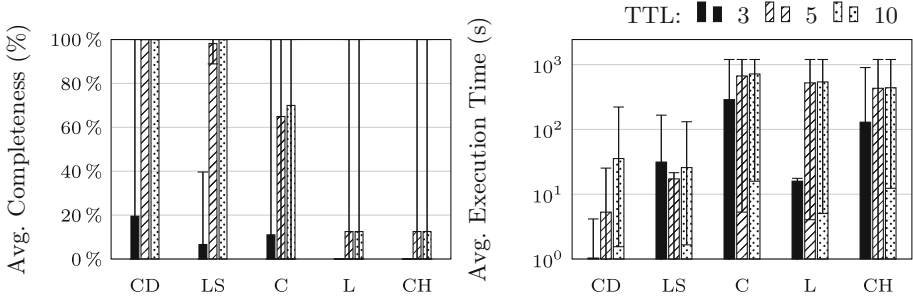 TTL: 3 5 10
Avg. Completeness (%)
100 %
80 %
60 %
40 %
20 %
0 %
CD LS C L CH
Avg. Execution Time (s)
10³
10²
10¹
10⁰
CD LS C L CH